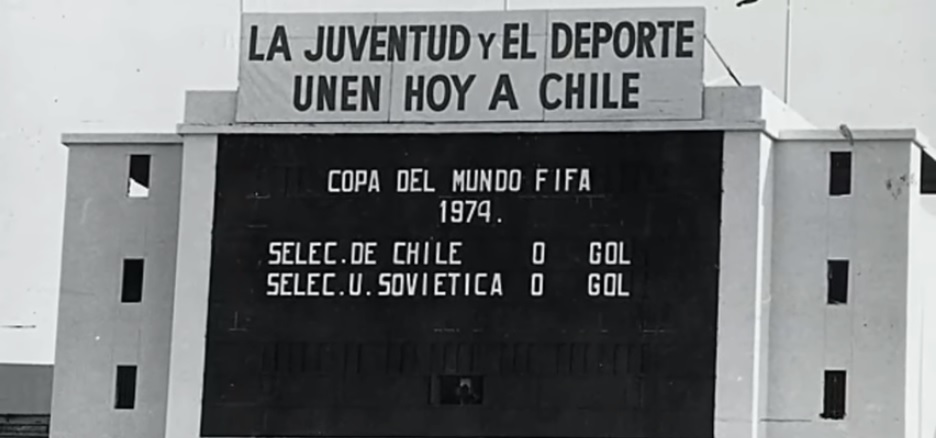 LA JUVENTUD Y EL DEPORTE
UNEN HOY A CHILE
COPA DEL MUNDO FIFA
1974.
SELEC. DE CHILE 0 GOL
SELEC. U. SOVIETICA 0 GOL